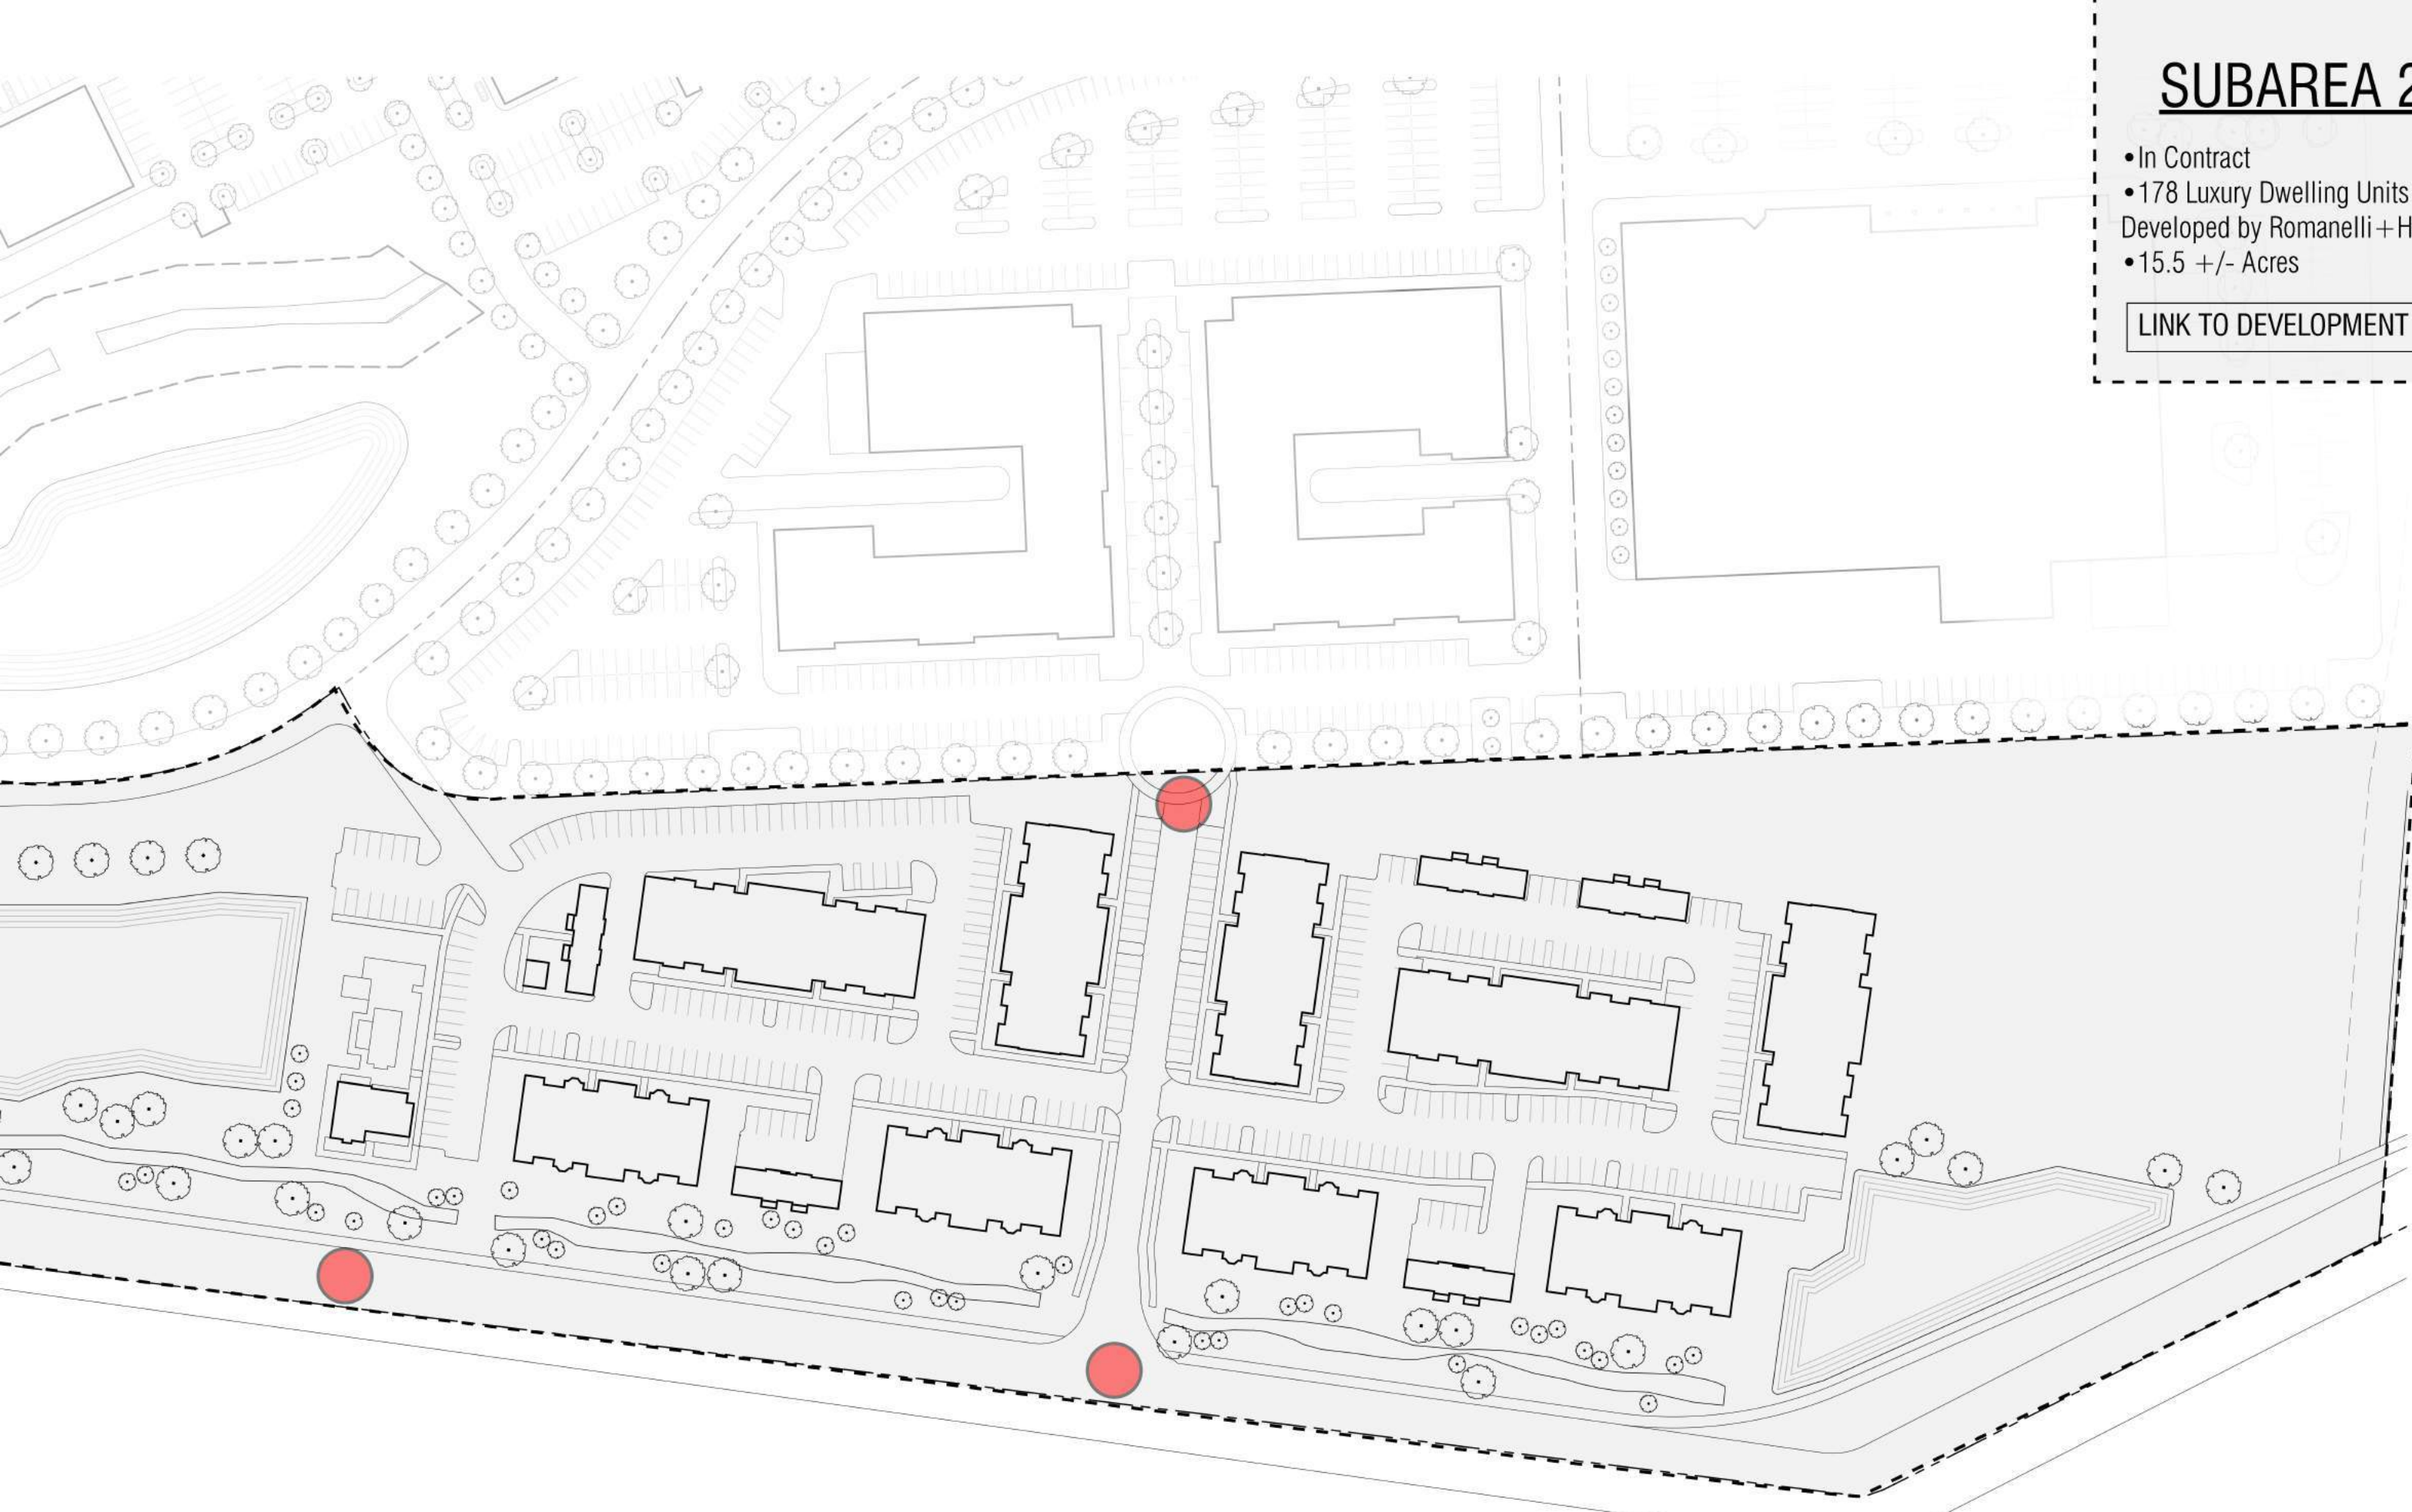 SUBAREA 2
•In Contract
•178 Luxury Dwelling Units
Developed by Romanelli+H
•15.5 +/- Acres
LINK TO DEVELOPMENT